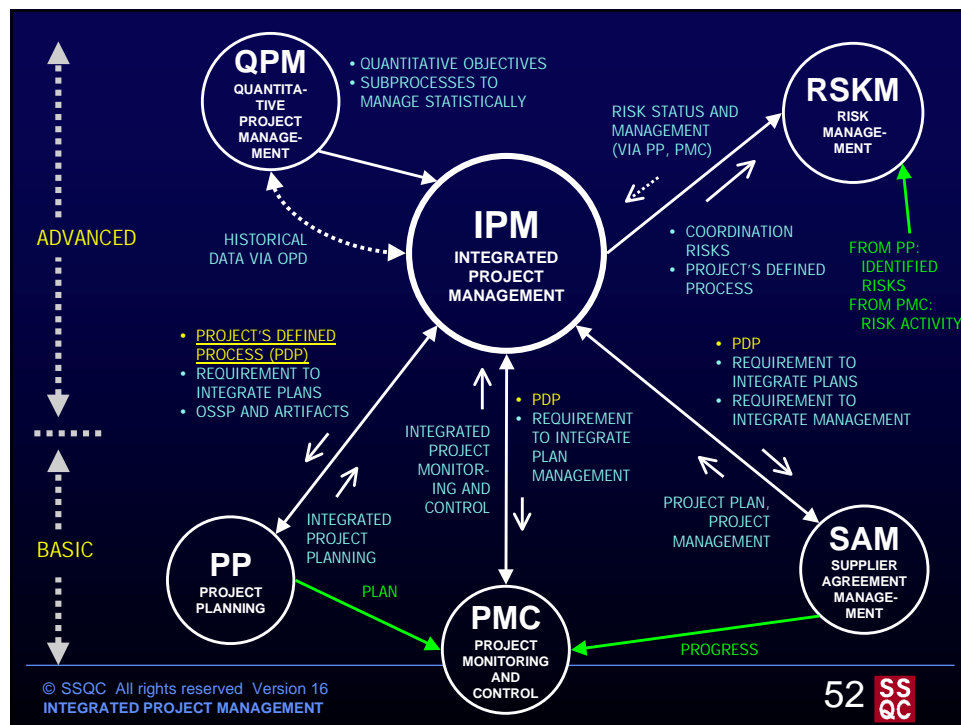 QPM
QUANTITA-
TIVE
PROJECT
MANAGE-
MENT
• QUANTITATIVE OBJECTIVES
• SUBPROCESSES TO
MANAGE STATISTICALLY
RISK STATUS AND
MANAGEMENT
(VIA PP, PMC)
RSKM
RISK
MANAGE-
MENT
ADVANCED
HISTORICAL
DATA VIA OPD
IPM
INTEGRATED
PROJECT
MANAGEMENT
• COORDINATION
RISKS
• PROJECT'S DEFINED
PROCESS
FROM PP:
IDENTIFIED
RISKS
FROM PMC:
RISK ACTIVITY
• PROJECT'S DEFINED
PROCESS (PDP)
• REQUIREMENT TO
INTEGRATE PLANS
• OSSP AND ARTIFACTS
INTEGRATED
PROJECT
MONITOR-
ING AND
CONTROL
• PDP
• REQUIREMENT
TO INTEGRATE
PLAN
MANAGEMENT
• PDP
• REQUIREMENT TO
INTEGRATE PLANS
• REQUIREMENT TO
INTEGRATE MANAGEMENT
BASIC
INTEGRATED
PROJECT
PLANNING
PROJECT PLAN,
PROJECT
MANAGEMENT
PP
PROJECT
PLANNING
PLAN
PMC
PROJECT
MONITORING
AND
CONTROL
PROGRESS
SAM
SUPPLIER
AGREEMENT
MANAGE-
MENT
© SSQC All rights reserved Version 16
INTEGRATED PROJECT MANAGEMENT
52
SS
QC